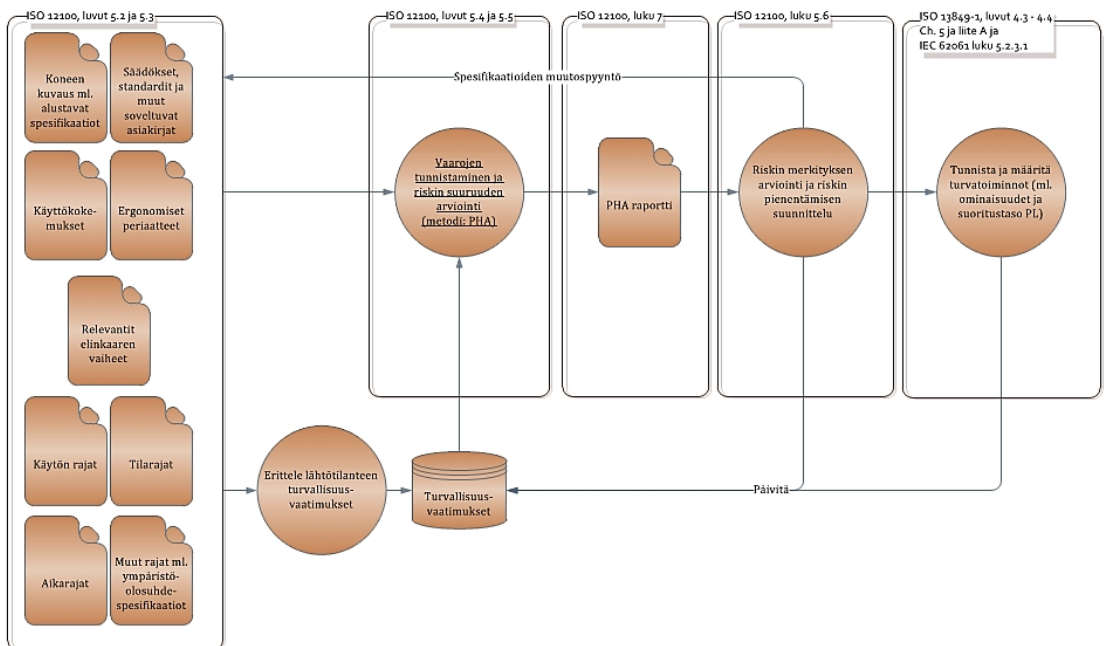 ISO 12100, luvut 5.2 ja 5.3
ISO 12100, luvut 5.4 ja 5.5
ISO 12100, luku 7
ISO 12100, luku 5.6
ISO 13849-1, luvut 4.3 - 4.4
Ch. 5 ja liite A ja
IEC 62061 luku 5.2.3.1
Koneen
kuvaus ml.
alustavat
spesifikaatiot
Säädökset,
standardit ja
muut
soveltuvat
asiakirjat
Spesifikaatioiden muutospyyntö
Käyttökoke-
mukset
Ergonomiset
periaatteet
Vaarojen
tunnistaminen ja
riskin suuruuden
arviointi
(metodi: PHA)
PHA raportti
Riskin merkityksen
arviointi ja riskin
pienentämisen
suunnittelu
Tunnista ja määritä
turvatoiminnot (ml.
ominaisuudet ja
suoritustaso PL)
Relevantit
elinkaaren
vaiheet
Käytön rajat
Tilarajat
Erittele lähtötilanteen
turvallisuus-
vaatimukset
Turvallisuus-
vaatimukset
Päivitä
Aikarajat
Muut rajat ml.
ympäristö-
olosuhde-
spesifikaatiot